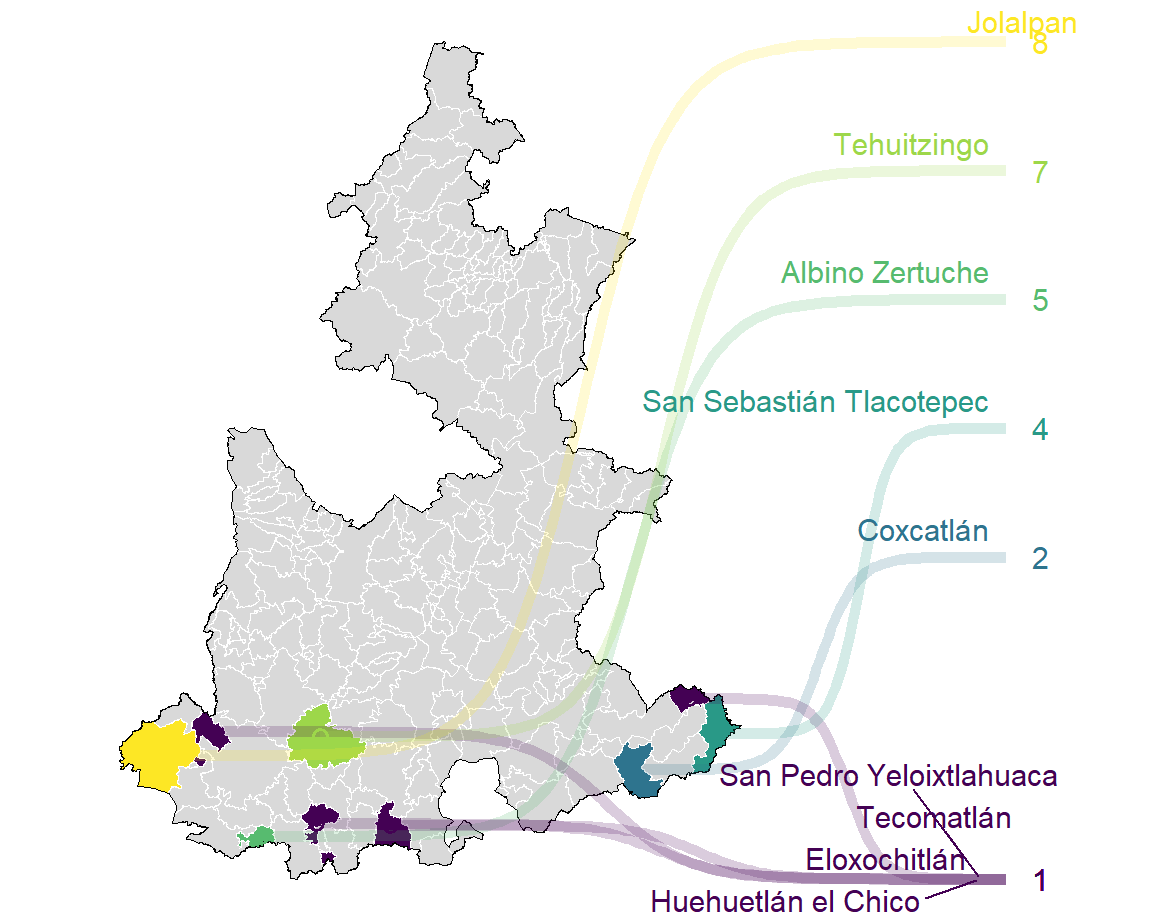 Jolalpan
8
Tehuitzingo
7
Albino Zertuche
5
San Sebastián Tlacotepec
4
Coxcatlán
2
San Pedro Yeloixtlahuaca
Tecomatlán
Eloxochitlán
1
Huehuetlán el Chico